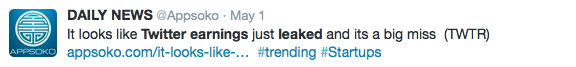 APPSOKO
DAILY NEWS @Appsoko · May 1
It looks like Twitter earnings just leaked and its a big miss (TWTR)
appsoko.com/it-looks-like-... #trending #Startups